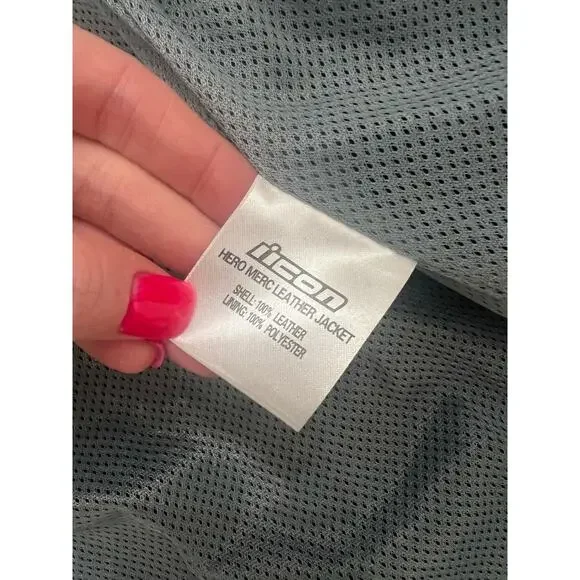 icon
HERO MERC LEATHER JACKET
SHELL: 100% LEATHER
LINING: 100% POLYESTER